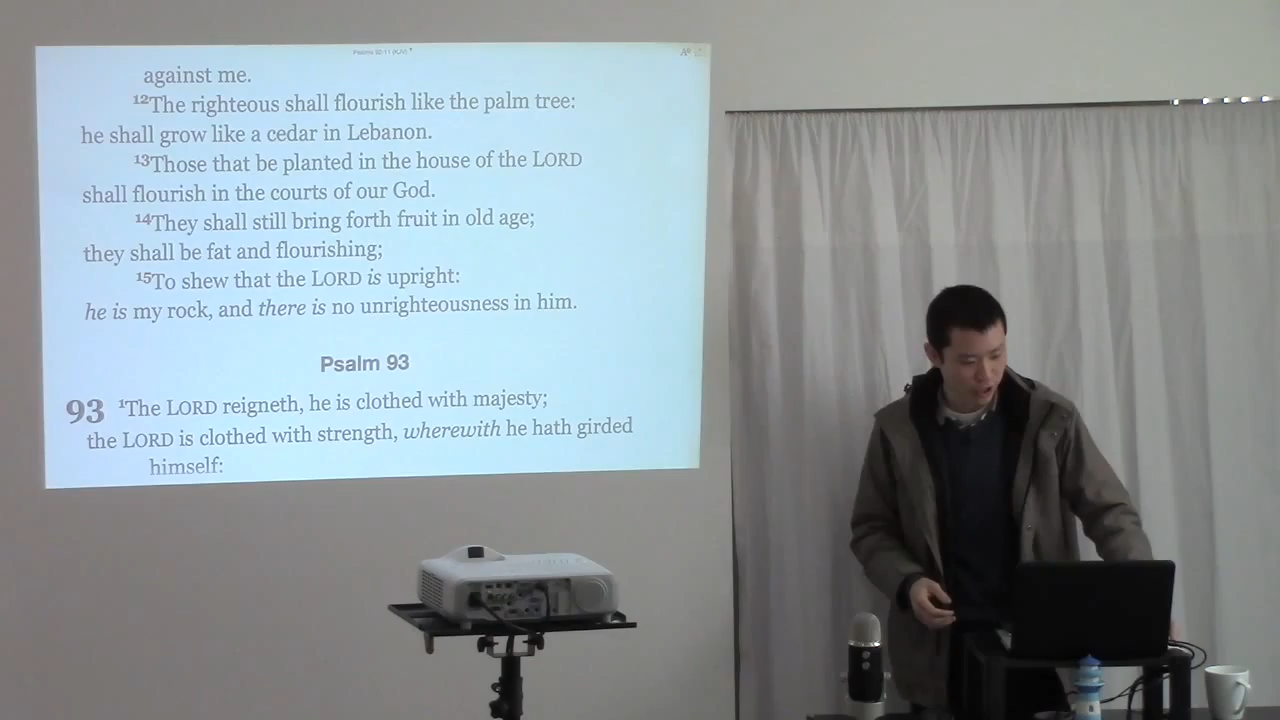 Psalms 92:11 (KJV)
against me.
12The righteous shall flourish like the palm tree:
he shall grow like a cedar in Lebanon.
13Those that be planted in the house of the LORD
shall flourish in the courts of our God.
14They shall still bring forth fruit in old age;
they shall be fat and flourishing;
15To shew that the LORD is upright:
he is my rock, and there is no unrighteousness in him.
Psalm 93
93 1The LORD reigneth, he is clothed with majesty;
the LORD is clothed with strength, wherewith he hath girded
himself: